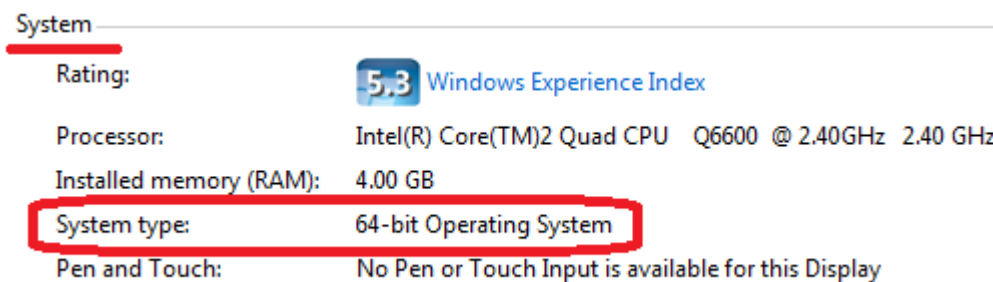 System
Rating: 5.3 Windows Experience Index
Processor: Intel(R) Core(TM)2 Quad CPU Q6600 @ 2.40GHz 2.40 GHz
Installed memory (RAM): 4.00 GB
System type: 64-bit Operating System
Pen and Touch: No Pen or Touch Input is available for this Display